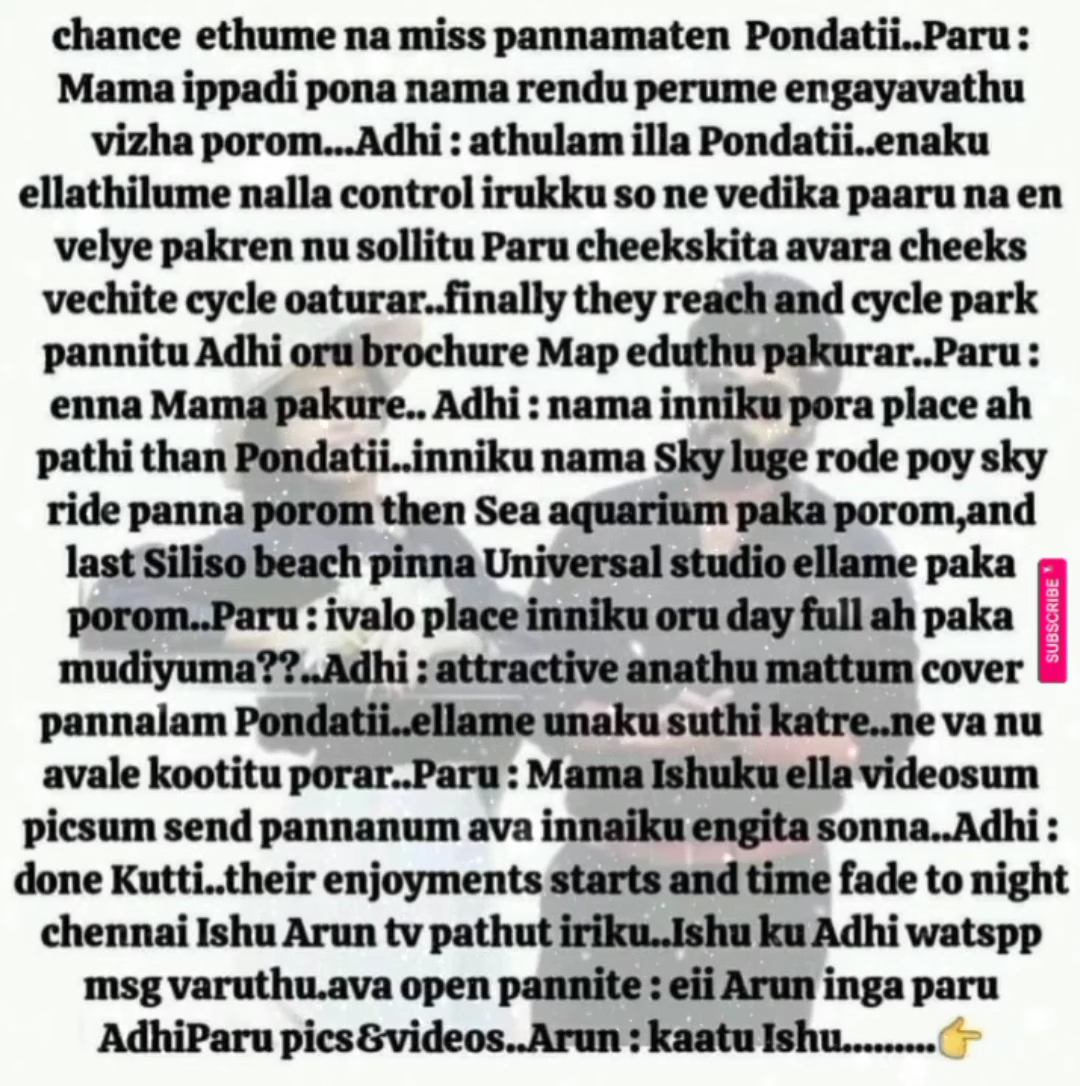 chance ethume na miss pannamaten Pondatii..Paru :
Mama ippadi pona nama rendu perume engayavathu
vizha porom...Adhi : athulam illa Pondatii..enaku
ellathilume nalla control irukku so ne vedika paaru na en
velye pakren nu sollitu Paru cheekskita avara cheeks
vechite cycle oaturar..finally they reach and cycle park
pannitu Adhi oru brochure Map eduthu pakurar..Paru :
enna Mama pakure.. Adhi : nama inniku pora place ah
pathi than Pondatii..inniku nama Sky luge rode poy sky
ride panna porom then Sea aquarium paka porom,and
last Siliso beach pinna Universal studio ellame paka
porom..Paru : ivalo place inniku oru day full ah paka
mudiyuma??..Adhi : attractive anathu mattum cover
pannalam Pondatii..ellame unaku suthi katre..ne va nu
avale kootitu porar..Paru : Mama Ishuku ella videosum
picsum send pannanum ava innaiku engita sonna..Adhi :
done Kutti..their enjoyments starts and time fade to night
chennai Ishu Arun tv pathut iriku..Ishu ku Adhi watspp
msg varuthu.ava open pannite : eii Arun inga paru
AdhiParu pics&videos..Arun : kaatu Ishu.........👉
SUBSCRIBE